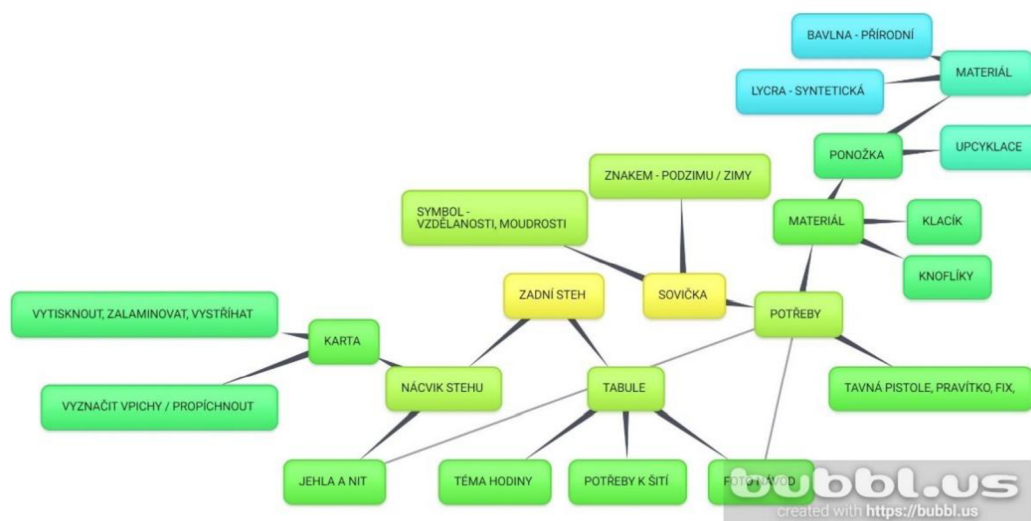 BAVLNA - PŘÍRODNÍ
MATERIÁL
LYCRA - SYNTETICKÁ
PONOŽKA
UPCYKLACE
ZNAKEM - PODZIMU / ZIMY
SYMBOL -
VZDĚLANOSTI, MOUDROSTI
MATERIÁL
KLACÍK
KNOFLÍKY
ZADNÍ STEH
SOVIČKA
POTŘEBY
VYTISKNOUT, ZALAMINOVAT, VYSTŘÍHAT
KARTA
NÁCVIK STEHU
TABULE
TAVNÁ PISTOLE, PRAVÍTKO, FIX,
VYZNAČIT VPICHY / PROPÍCHNOUT
JEHLA A NIT
TÉMA HODINY
POTŘEBY K ŠITÍ
FOTO NÁVOD
bubbl.us
created with https://bubbl.us